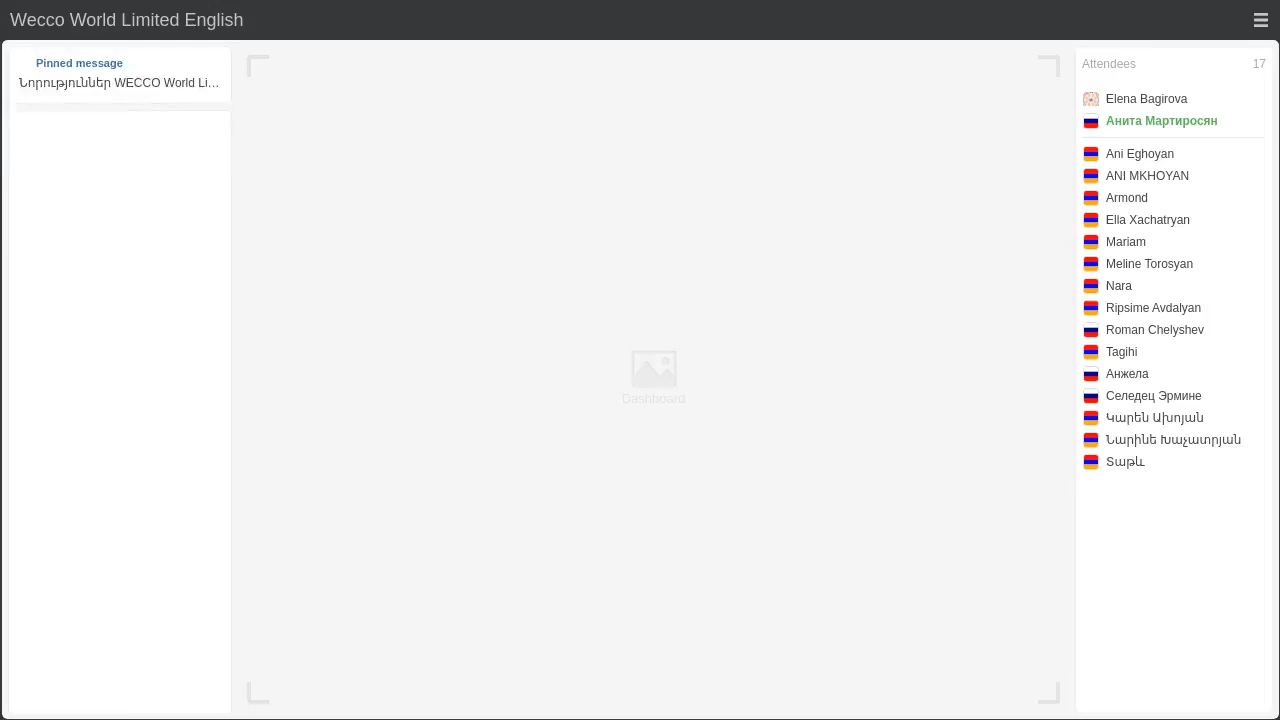 Wecco World Limited English
Pinned message
Նորություններ WECCO World Li…
Dashboard
Attendees 17
Elena Bagirova
Анита Мартиросян
Ani Eghoyan
ANI MKHOYAN
Armond
Ella Xachatryan
Mariam
Meline Torosyan
Nara
Ripsime Avdalyan
Roman Chelyshev
Tagihi
Анжела
Селедец Эрмине
Կարեն Ախոյան
Նարինե Խաչատրյան
Տաթև